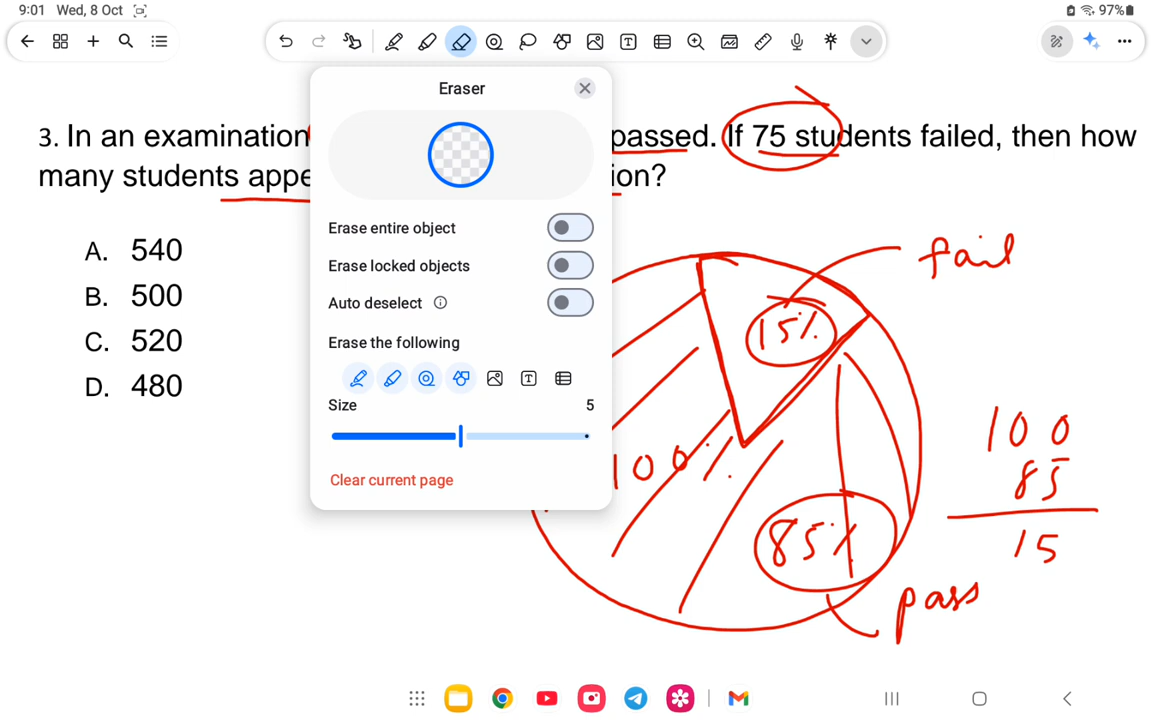 9:01 Wed, 8 Oct
97%
Eraser
3. In an examination passed. If 75 students failed, then how
many students appe ion?
Erase entire object
A. 540
Erase locked objects
fail
B. 500
Auto deselect
15%
C. 520
Erase the following
D. 480
Size 5
100%
100
85
Clear current page
85%
15
pass